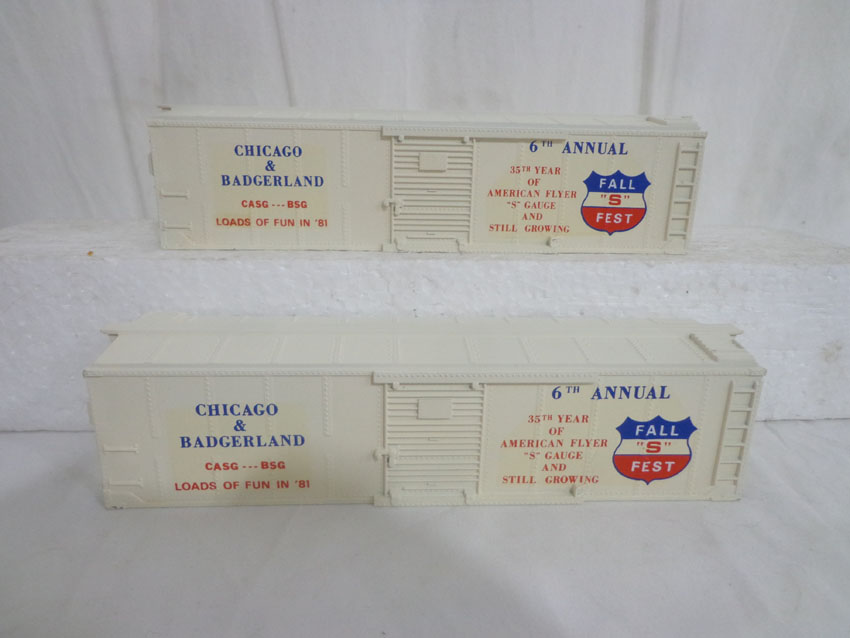 CHICAGO
&
BADGERLAND
CASG---BSG
LOADS OF FUN IN '81
6TH ANNUAL
35TH YEAR
OF
AMERICAN FLYER
"S" GAUGE
AND
STILL GROWING
FALL
"S"
FEST
CHICAGO
&
BADGERLAND
CASG---BSG
LOADS OF FUN IN '81
6TH ANNUAL
35TH YEAR
OF
AMERICAN FLYER
"S" GAUGE
AND
STILL GROWING
FALL
"S"
FEST